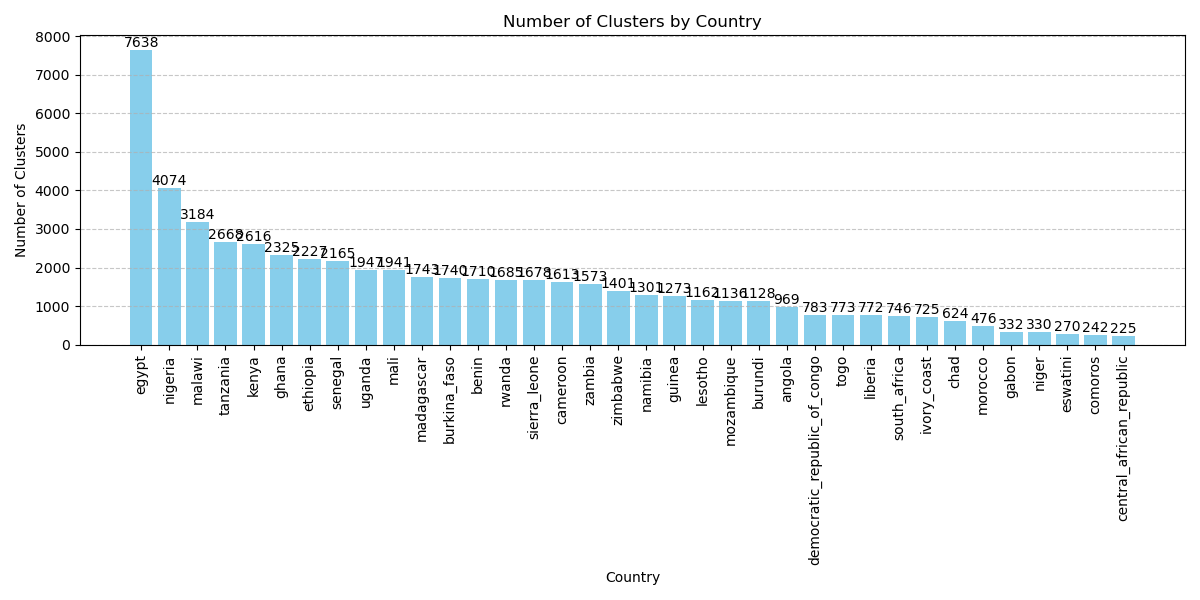 Number of Clusters by Country
Number of Clusters
8000
7000
6000
5000
4000
3000
2000
1000
0
7638
4074
3184
2668
2616
2325
2227
2165
1947
1941
1743
1740
1710
1685
1678
1613
1573
1401
1301
1273
1162
1136
1128
969
783
773
772
746
725
624
476
332
330
270
242
225
egypt
nigeria
malawi
tanzania
kenya
ghana
ethiopia
senegal
uganda
mali
madagascar
burkina_faso
benin
rwanda
sierra_leone
cameroon
zambia
zimbabwe
namibia
guinea
lesotho
mozambique
burundi
angola
democratic_republic_of_congo
togo
liberia
south_africa
ivory_coast
chad
morocco
gabon
niger
eswatini
comoros
central_african_republic
Country